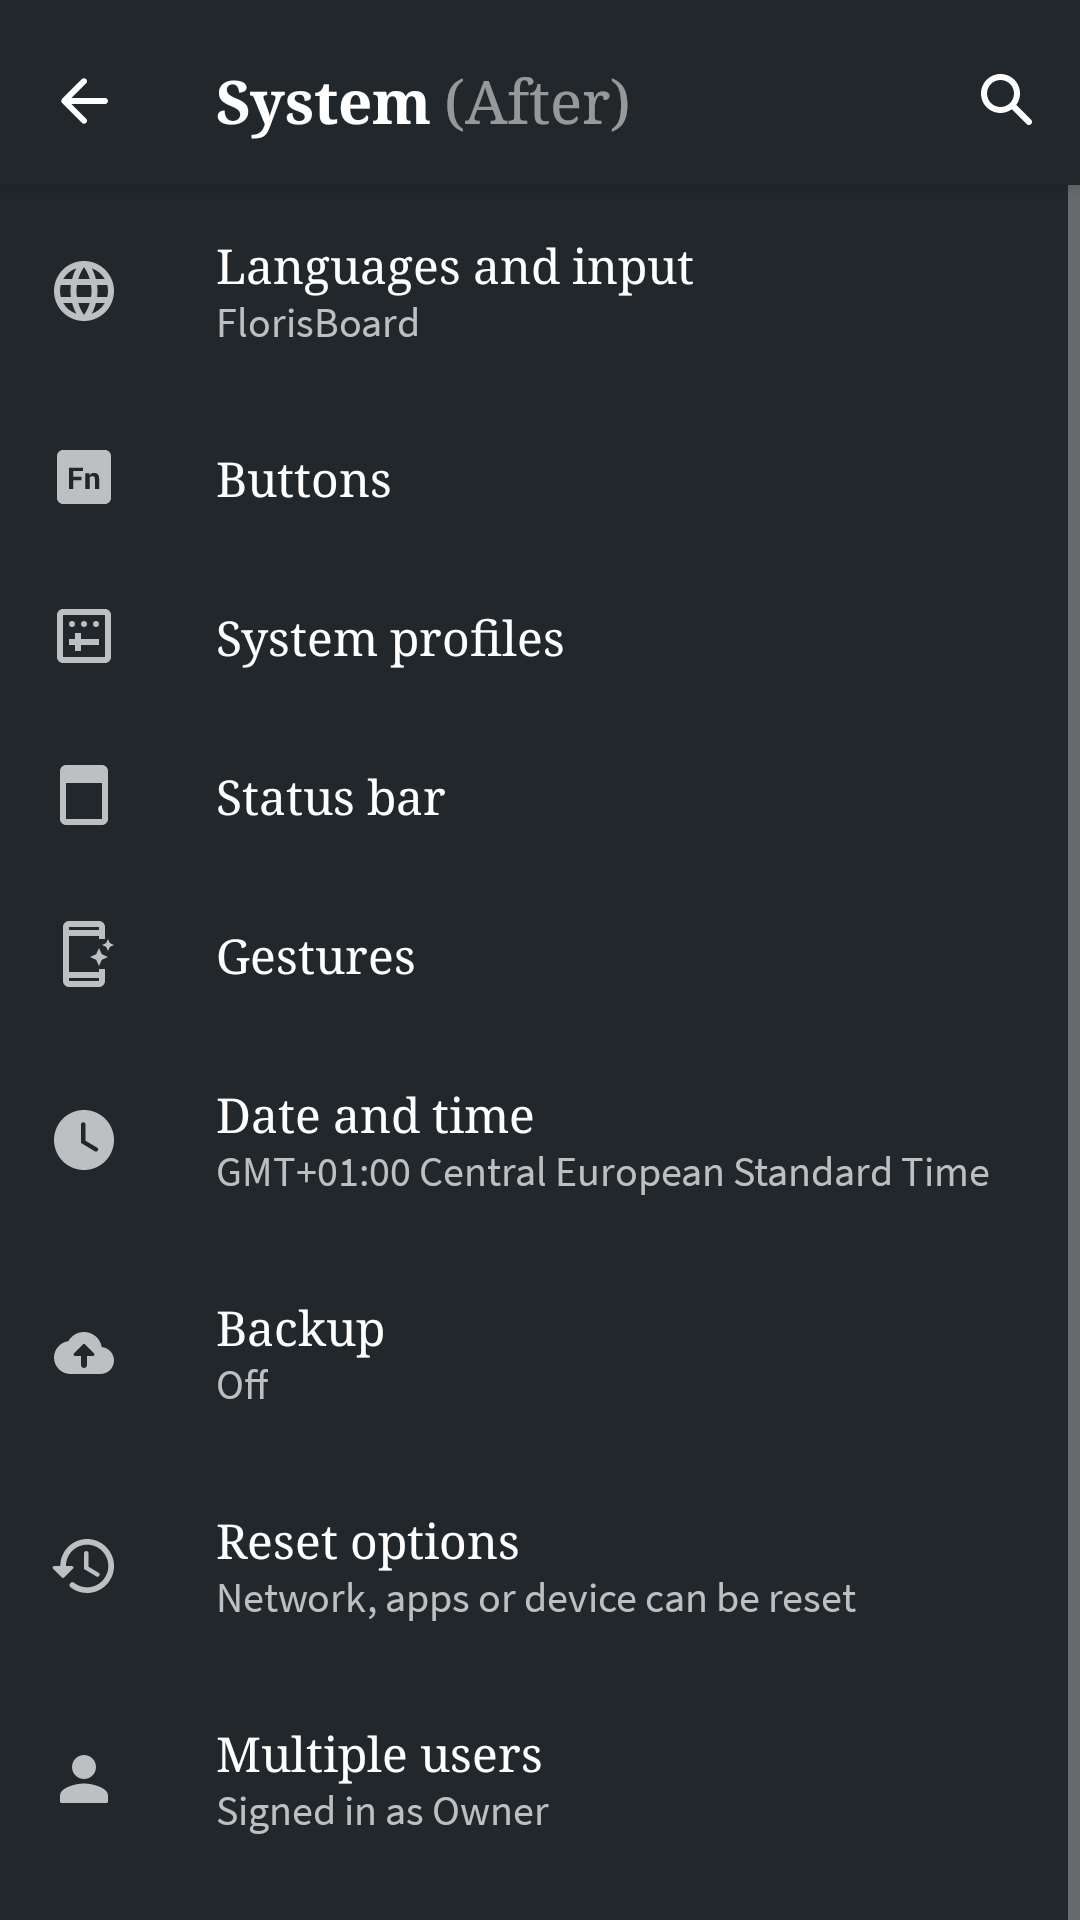 System (After)
Languages and input
FlorisBoard
Fn
Buttons
System profiles
Status bar
Gestures
Date and time
GMT+01:00 Central European Standard Time
Backup
Off
Reset options
Network, apps or device can be reset
Multiple users
Signed in as Owner